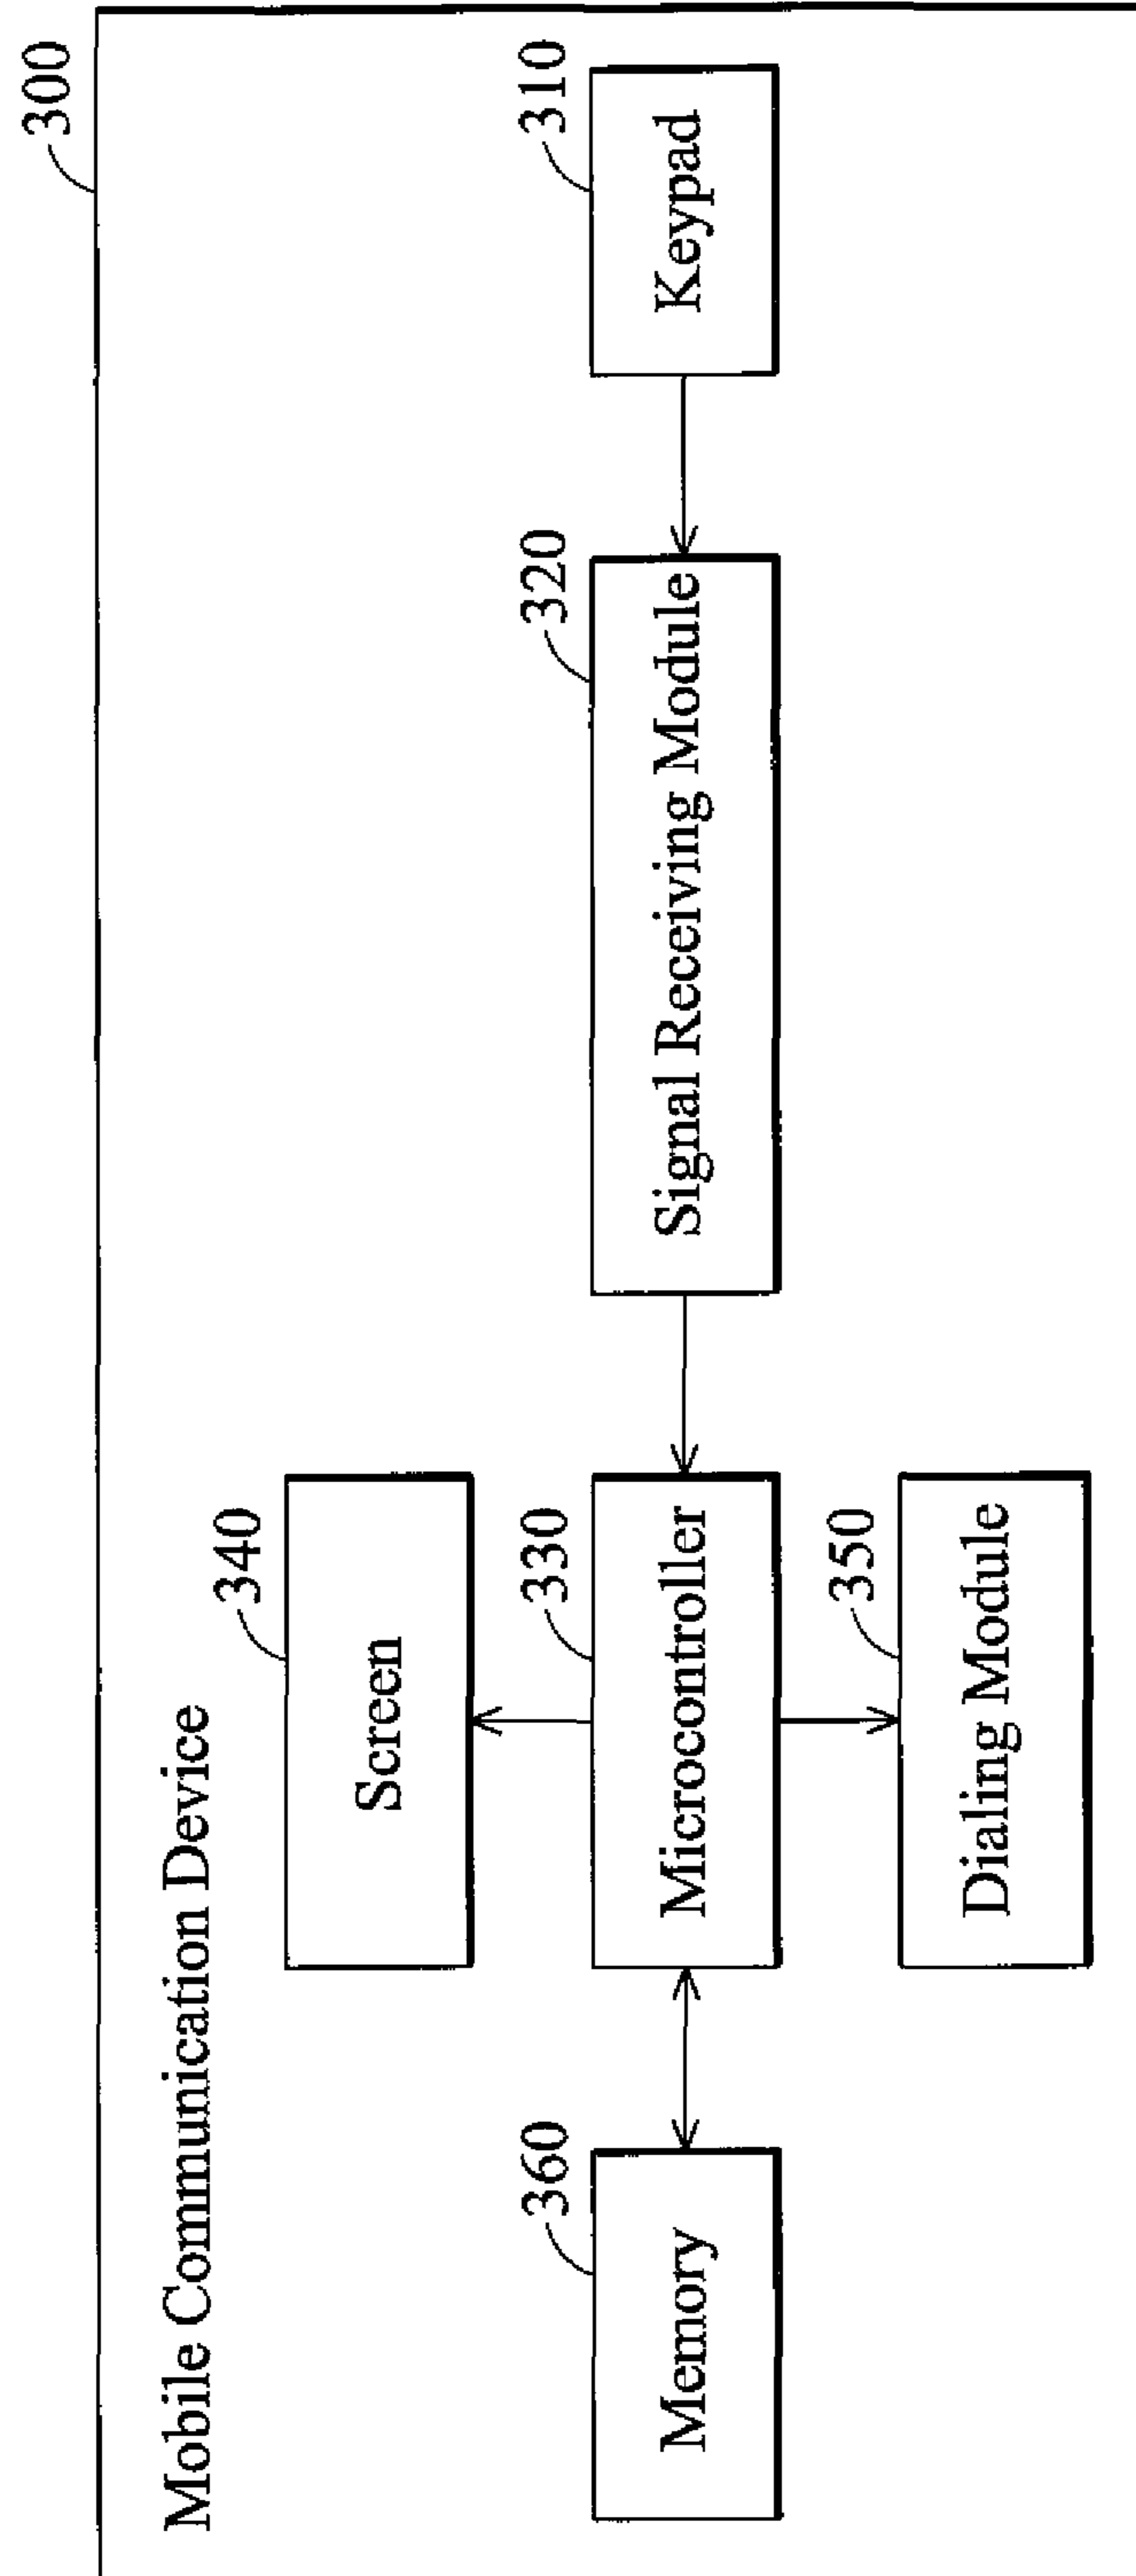 300
Mobile Communication Device
340
Screen
360
330
320
310
Memory
Microcontroller
Signal Receiving Module
Keypad
350
Dialing Module